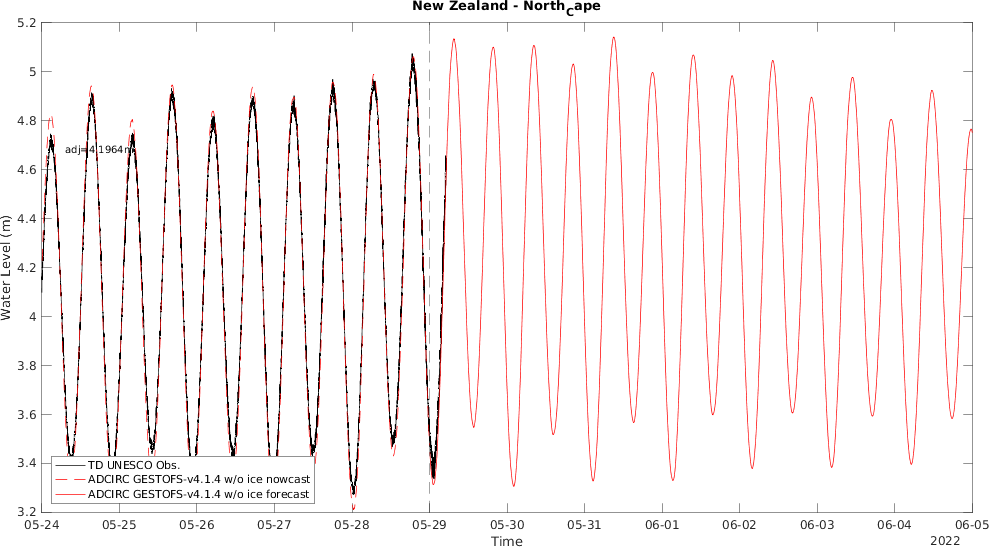 New Zealand - NorthCape
5.2
5
4.8
adj=4.1964m
4.6
4.4
4.2
4
3.8
3.6
3.4
3.2
Water Level (m)
TD UNESCO Obs.
ADCIRC GESTOFS-v4.1.4 w/o ice nowcast
ADCIRC GESTOFS-v4.1.4 w/o ice forecast
05-24 05-25 05-26 05-27 05-28 05-29 05-30 05-31 06-01 06-02 06-03 06-04 06-05
Time
2022